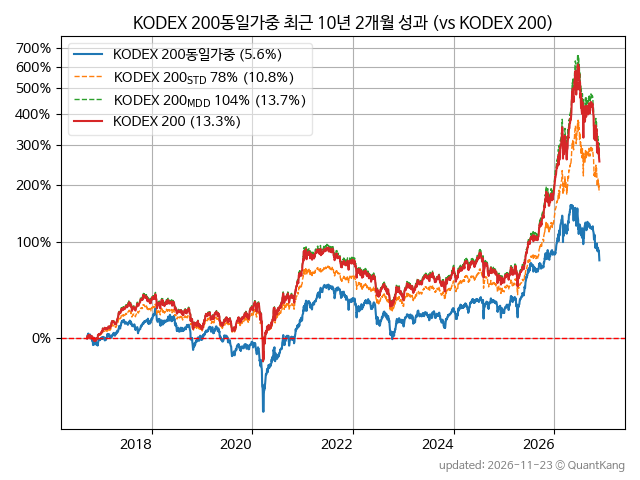 KODEX 200동일가중 최근 10년 2개월 성과 (vs KODEX 200)
KODEX 200동일가중 (5.6%)
KODEX 200STD 78% (10.8%)
KODEX 200MDD 104% (13.7%)
KODEX 200 (13.3%)
700%
600%
500%
400%
300%
200%
100%
0%
2018 2020 2022 2024 2026
updated: 2026-11-23 © QuantKang